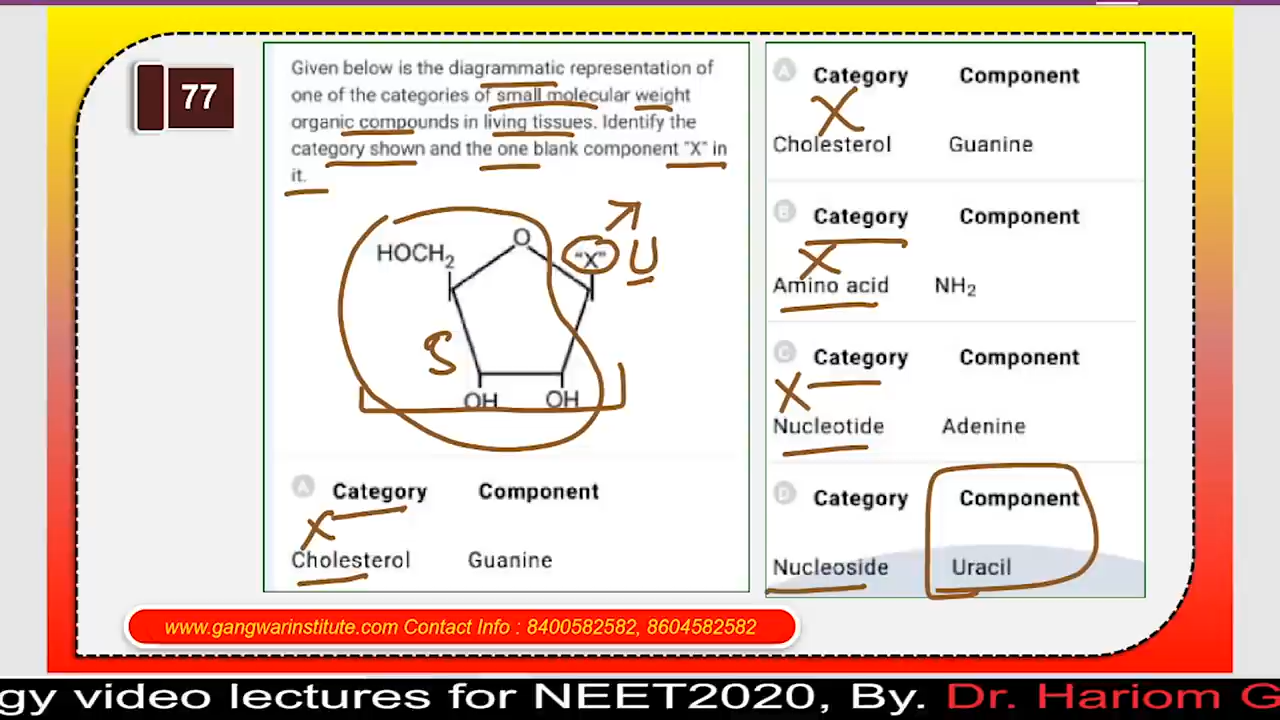 77
Given below is the diagrammatic representation of
one of the categories of small molecular weight
organic compounds in living tissues. Identify the
category shown and the one blank component "X" in
it.
HOCH2
O
"X"
U
S
OH
OH
A
Category Component
X
Cholesterol Guanine
A
Category Component
X
Cholesterol Guanine
B
Category Component
X
Amino acid NH2
C
Category Component
X
Nucleotide Adenine
D
Category Component
Nucleoside Uracil
www.gangwarinstitute.com Contact Info : 8400582582, 8604582582
gy video lectures for NEET2020, By. Dr. Hariom G